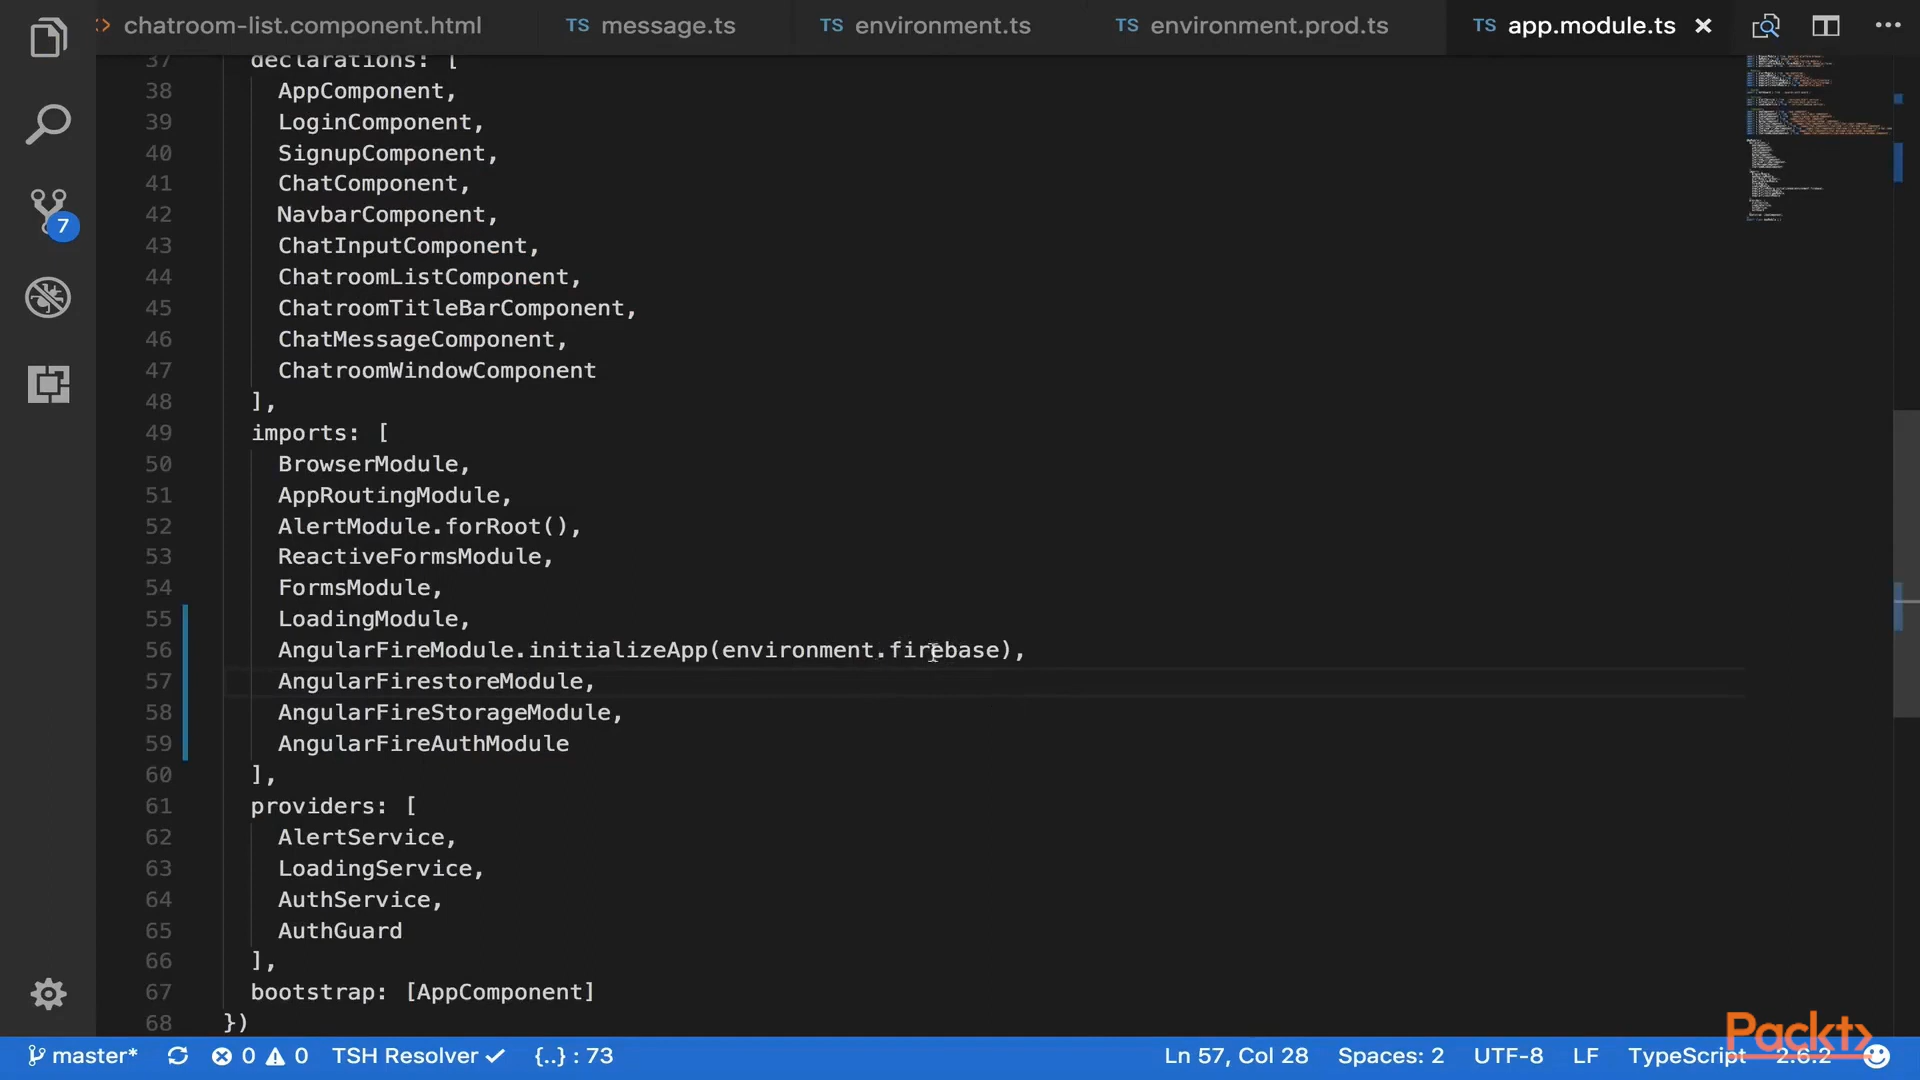 <> chatroom-list.component.html TS message.ts TS environment.ts TS environment.prod.ts TS app.module.ts
37 declarations: [
38 AppComponent,
39 LoginComponent,
40 SignupComponent,
41 ChatComponent,
42 NavbarComponent,
43 ChatInputComponent,
44 ChatroomListComponent,
45 ChatroomTitleBarComponent,
46 ChatMessageComponent,
47 ChatroomWindowComponent
48 ],
49 imports: [
50 BrowserModule,
51 AppRoutingModule,
52 AlertModule.forRoot(),
53 ReactiveFormsModule,
54 FormsModule,
55 LoadingModule,
56 AngularFireModule.initializeApp(environment.firebase),
57 AngularFirestoreModule,
58 AngularFireStorageModule,
59 AngularFireAuthModule
60 ],
61 providers: [
62 AlertService,
63 LoadingService,
64 AuthService,
65 AuthGuard
66 ],
67 bootstrap: [AppComponent]
68 })
7
Packt>
master* 0 0 TSH Resolver ✓ {..} : 73 Ln 57, Col 28 Spaces: 2 UTF-8 LF TypeScript 2.6.2